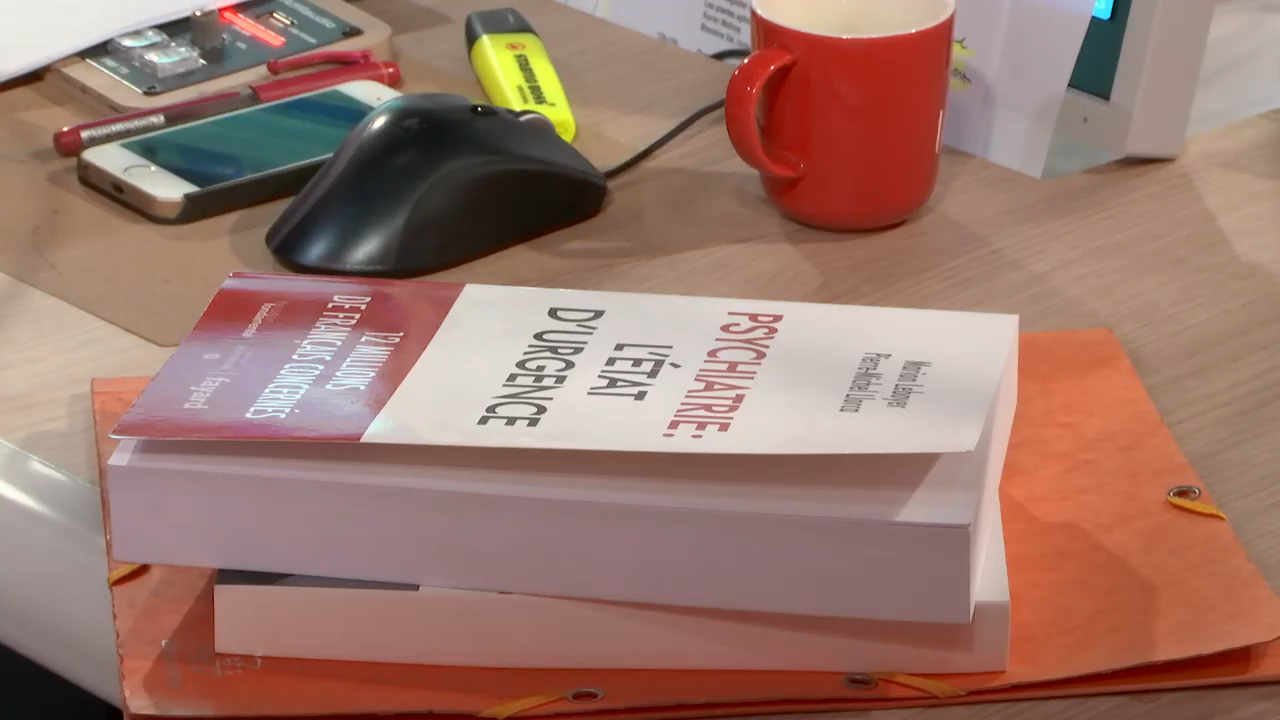 Marion Leboyer
Pierre-Michel Llorca
PSYCHIATRIE :
L'ÉTAT
D'URGENCE
12 MILLIONS
DE FRANÇAIS CONCERNÉS
fayard
STABILO BOSS